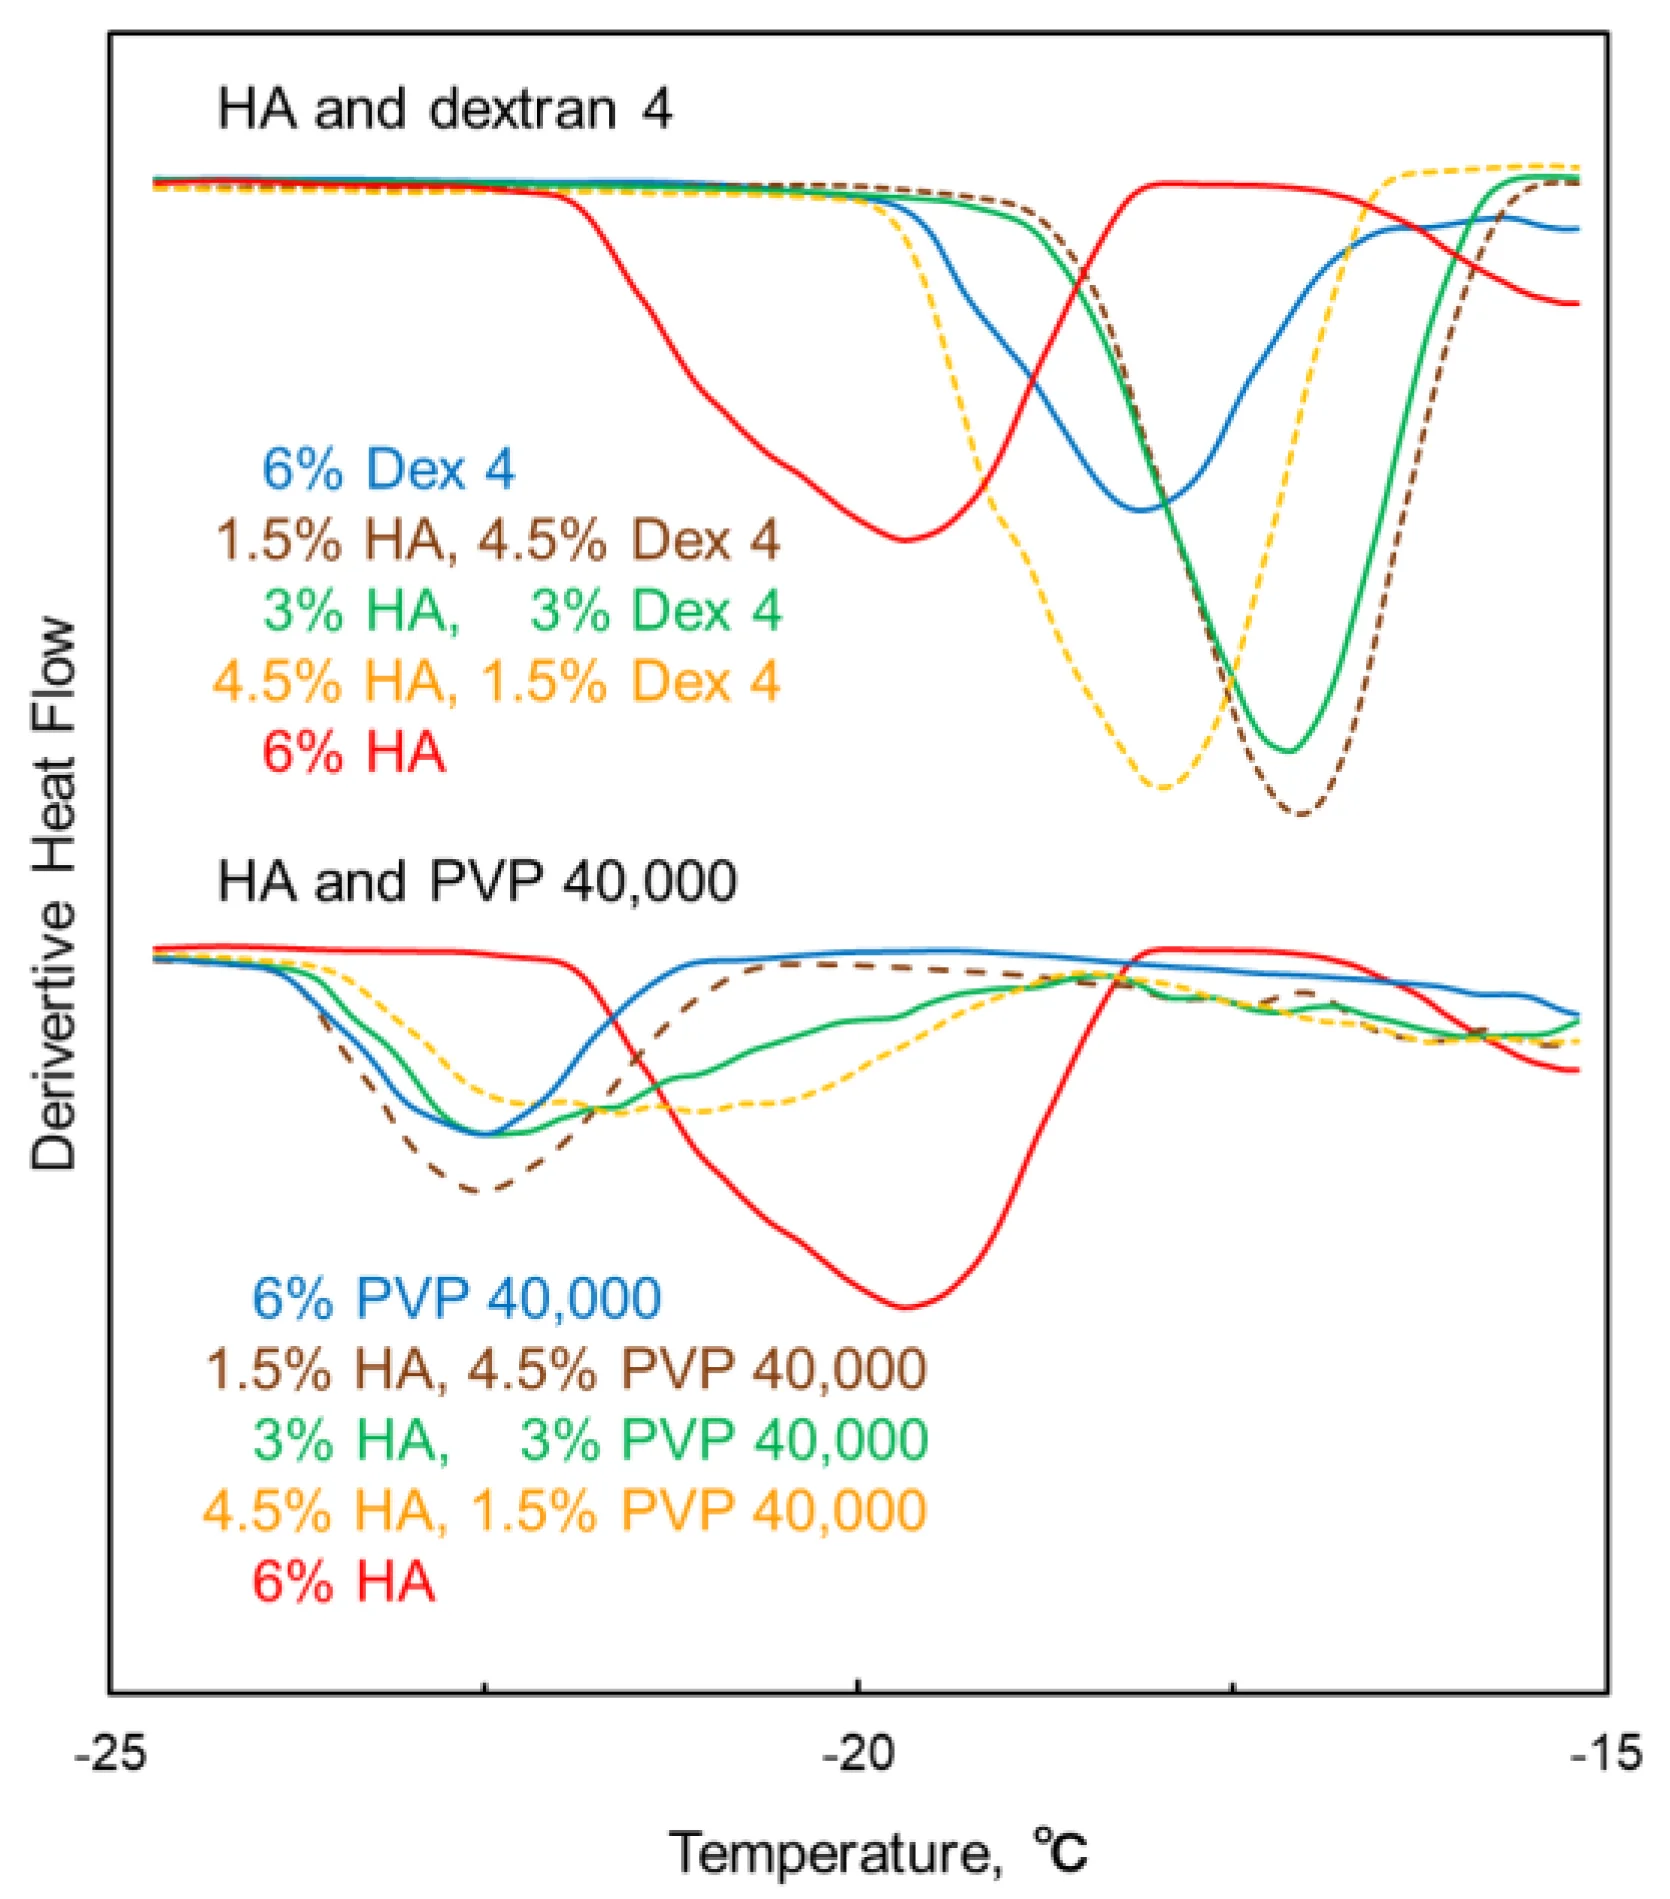 HA and dextran 4
6% Dex 4
1.5% HA, 4.5% Dex 4
3% HA, 3% Dex 4
4.5% HA, 1.5% Dex 4
6% HA
Derivertive Heat Flow
HA and PVP 40,000
6% PVP 40,000
1.5% HA, 4.5% PVP 40,000
3% HA, 3% PVP 40,000
4.5% HA, 1.5% PVP 40,000
6% HA
-25 -20 -15
Temperature, ℃